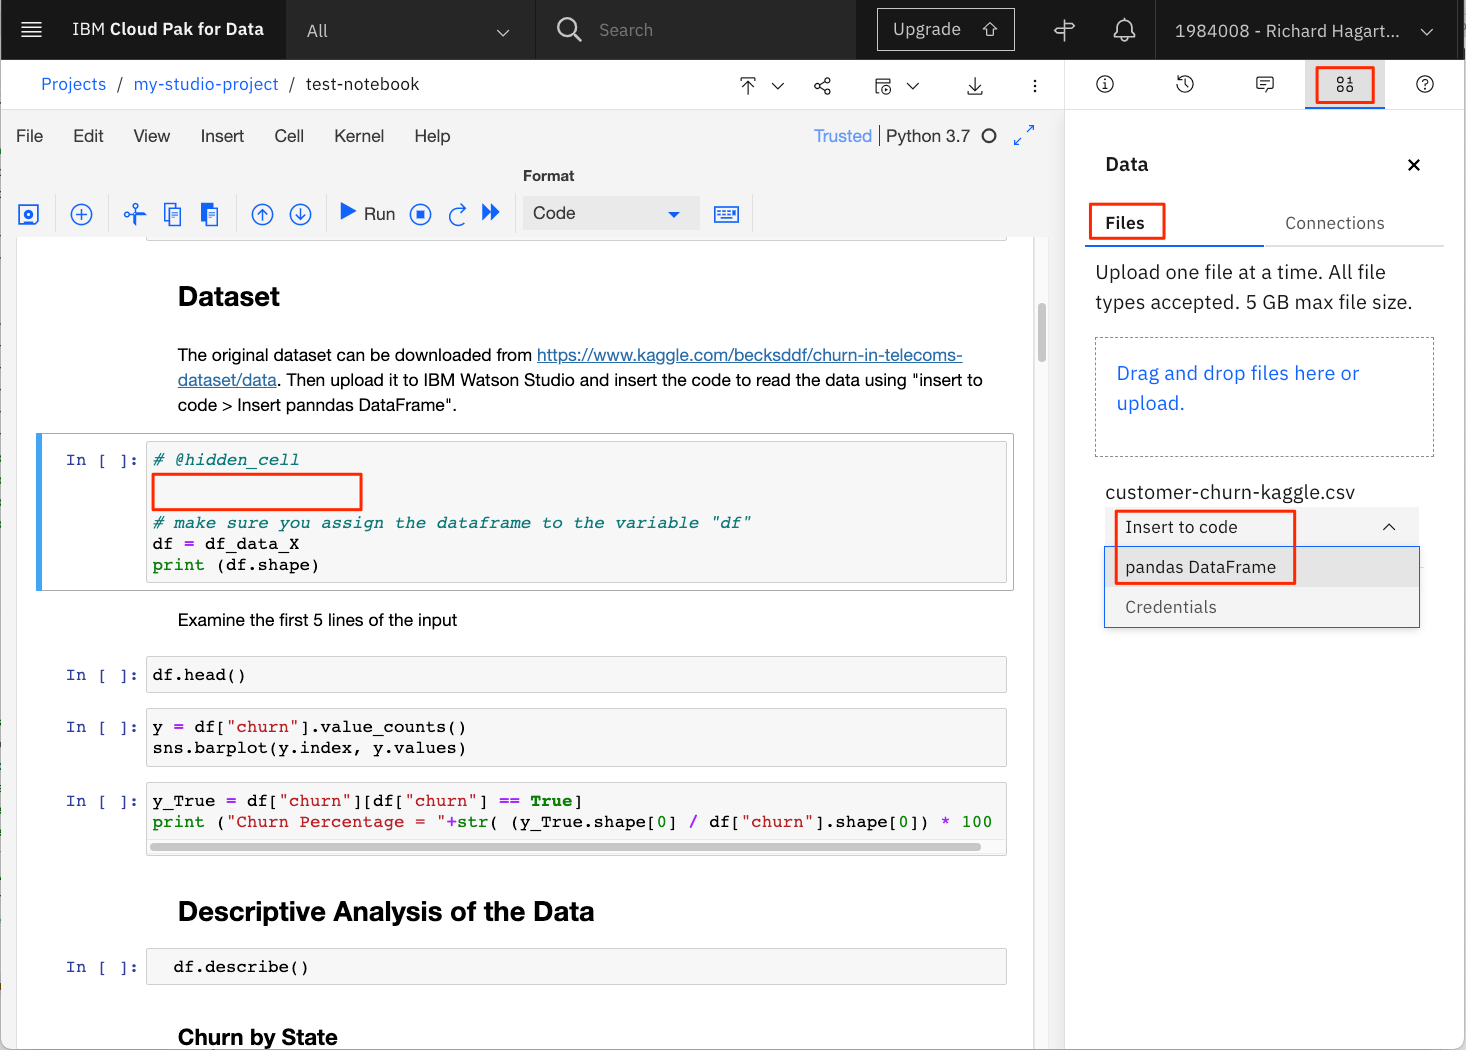 IBM Cloud Pak for Data
All
Search
Upgrade
1984008 - Richard Hagart...
Projects / my-studio-project / test-notebook
File Edit View Insert Cell Kernel Help
Trusted | Python 3.7
Format
Run
Code
Dataset
The original dataset can be downloaded from https://www.kaggle.com/becksddf/churn-in-telecoms-
dataset/data. Then upload it to IBM Watson Studio and insert the code to read the data using "insert to
code > Insert panndas DataFrame".
In [ ]: # @hidden_cell
# make sure you assign the dataframe to the variable "df"
df = df_data_X
print (df.shape)
Examine the first 5 lines of the input
In [ ]: df.head()
In [ ]: y = df["churn"].value_counts()
sns.barplot(y.index, y.values)
In [ ]: y_True = df["churn"][df["churn"] == True]
print ("Churn Percentage = "+str( (y_True.shape[0] / df["churn"].shape[0]) * 100
Descriptive Analysis of the Data
In [ ]: df.describe()
Churn by State
Data
Files
Connections
Upload one file at a time. All file
types accepted. 5 GB max file size.
Drag and drop files here or
upload.
customer-churn-kaggle.csv
Insert to code
pandas DataFrame
Credentials